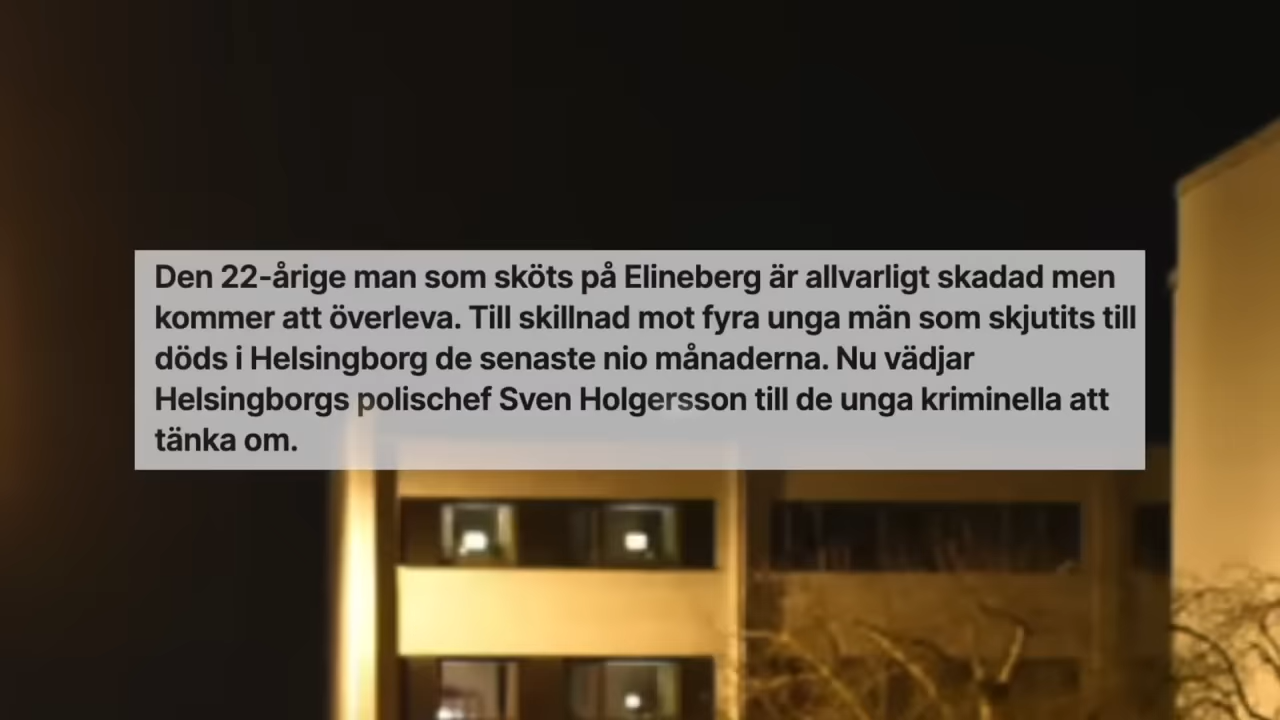 Den 22-årige man som sköts på Elineberg är allvarligt skadad men
kommer att överleva. Till skillnad mot fyra unga män som skjutits till
döds i Helsingborg de senaste nio månaderna. Nu vädjar
Helsingborgs polischef Sven Holgersson till de unga kriminella att
tänka om.